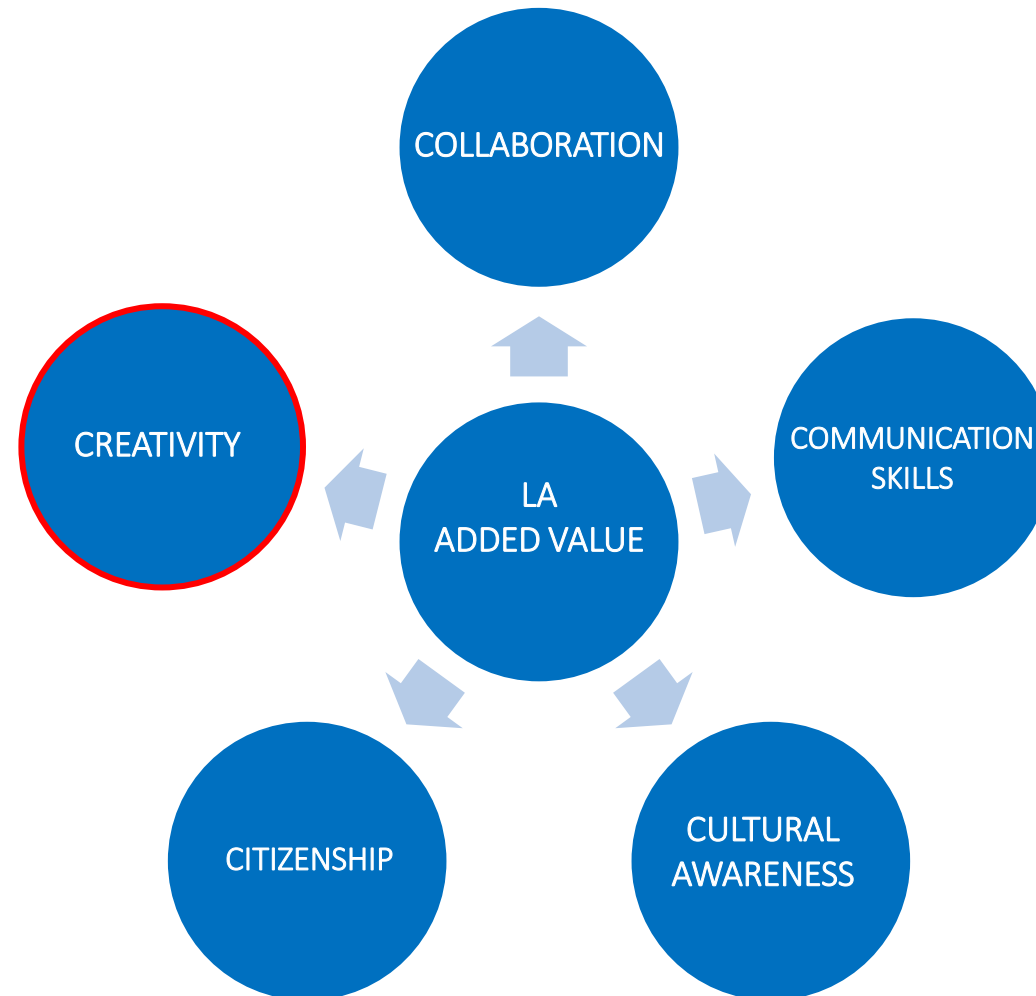 COLLABORATION
CREATIVITY
COMMUNICATION
SKILLS
LA
ADDED VALUE
CITIZENSHIP
CULTURAL
AWARENESS